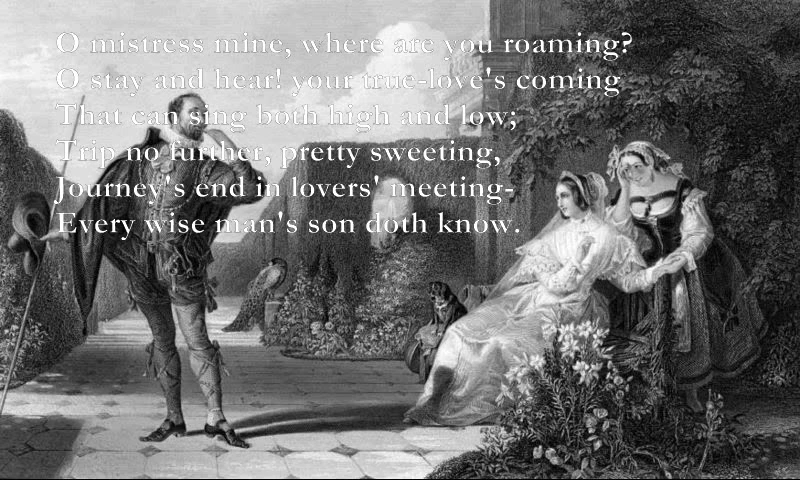 O mistress mine, where are you roaming?
O stay and hear! your true-love's coming
That can sing both high and low;
Trip no further, pretty sweeting,
Journey's end in lovers' meeting-
Every wise man's son doth know.